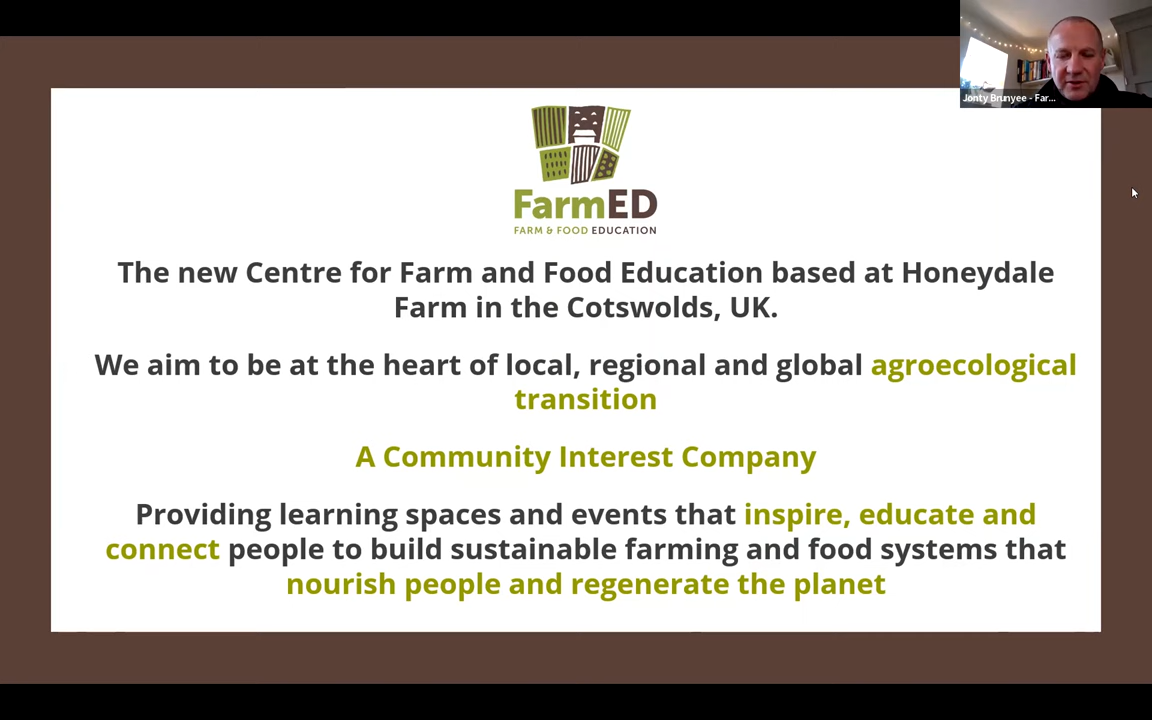 Jonty Brunyee - Far...
FarmED
FARM & FOOD EDUCATION
The new Centre for Farm and Food Education based at Honeydale
Farm in the Cotswolds, UK.
We aim to be at the heart of local, regional and global agroecological
transition
A Community Interest Company
Providing learning spaces and events that inspire, educate and
connect people to build sustainable farming and food systems that
nourish people and regenerate the planet